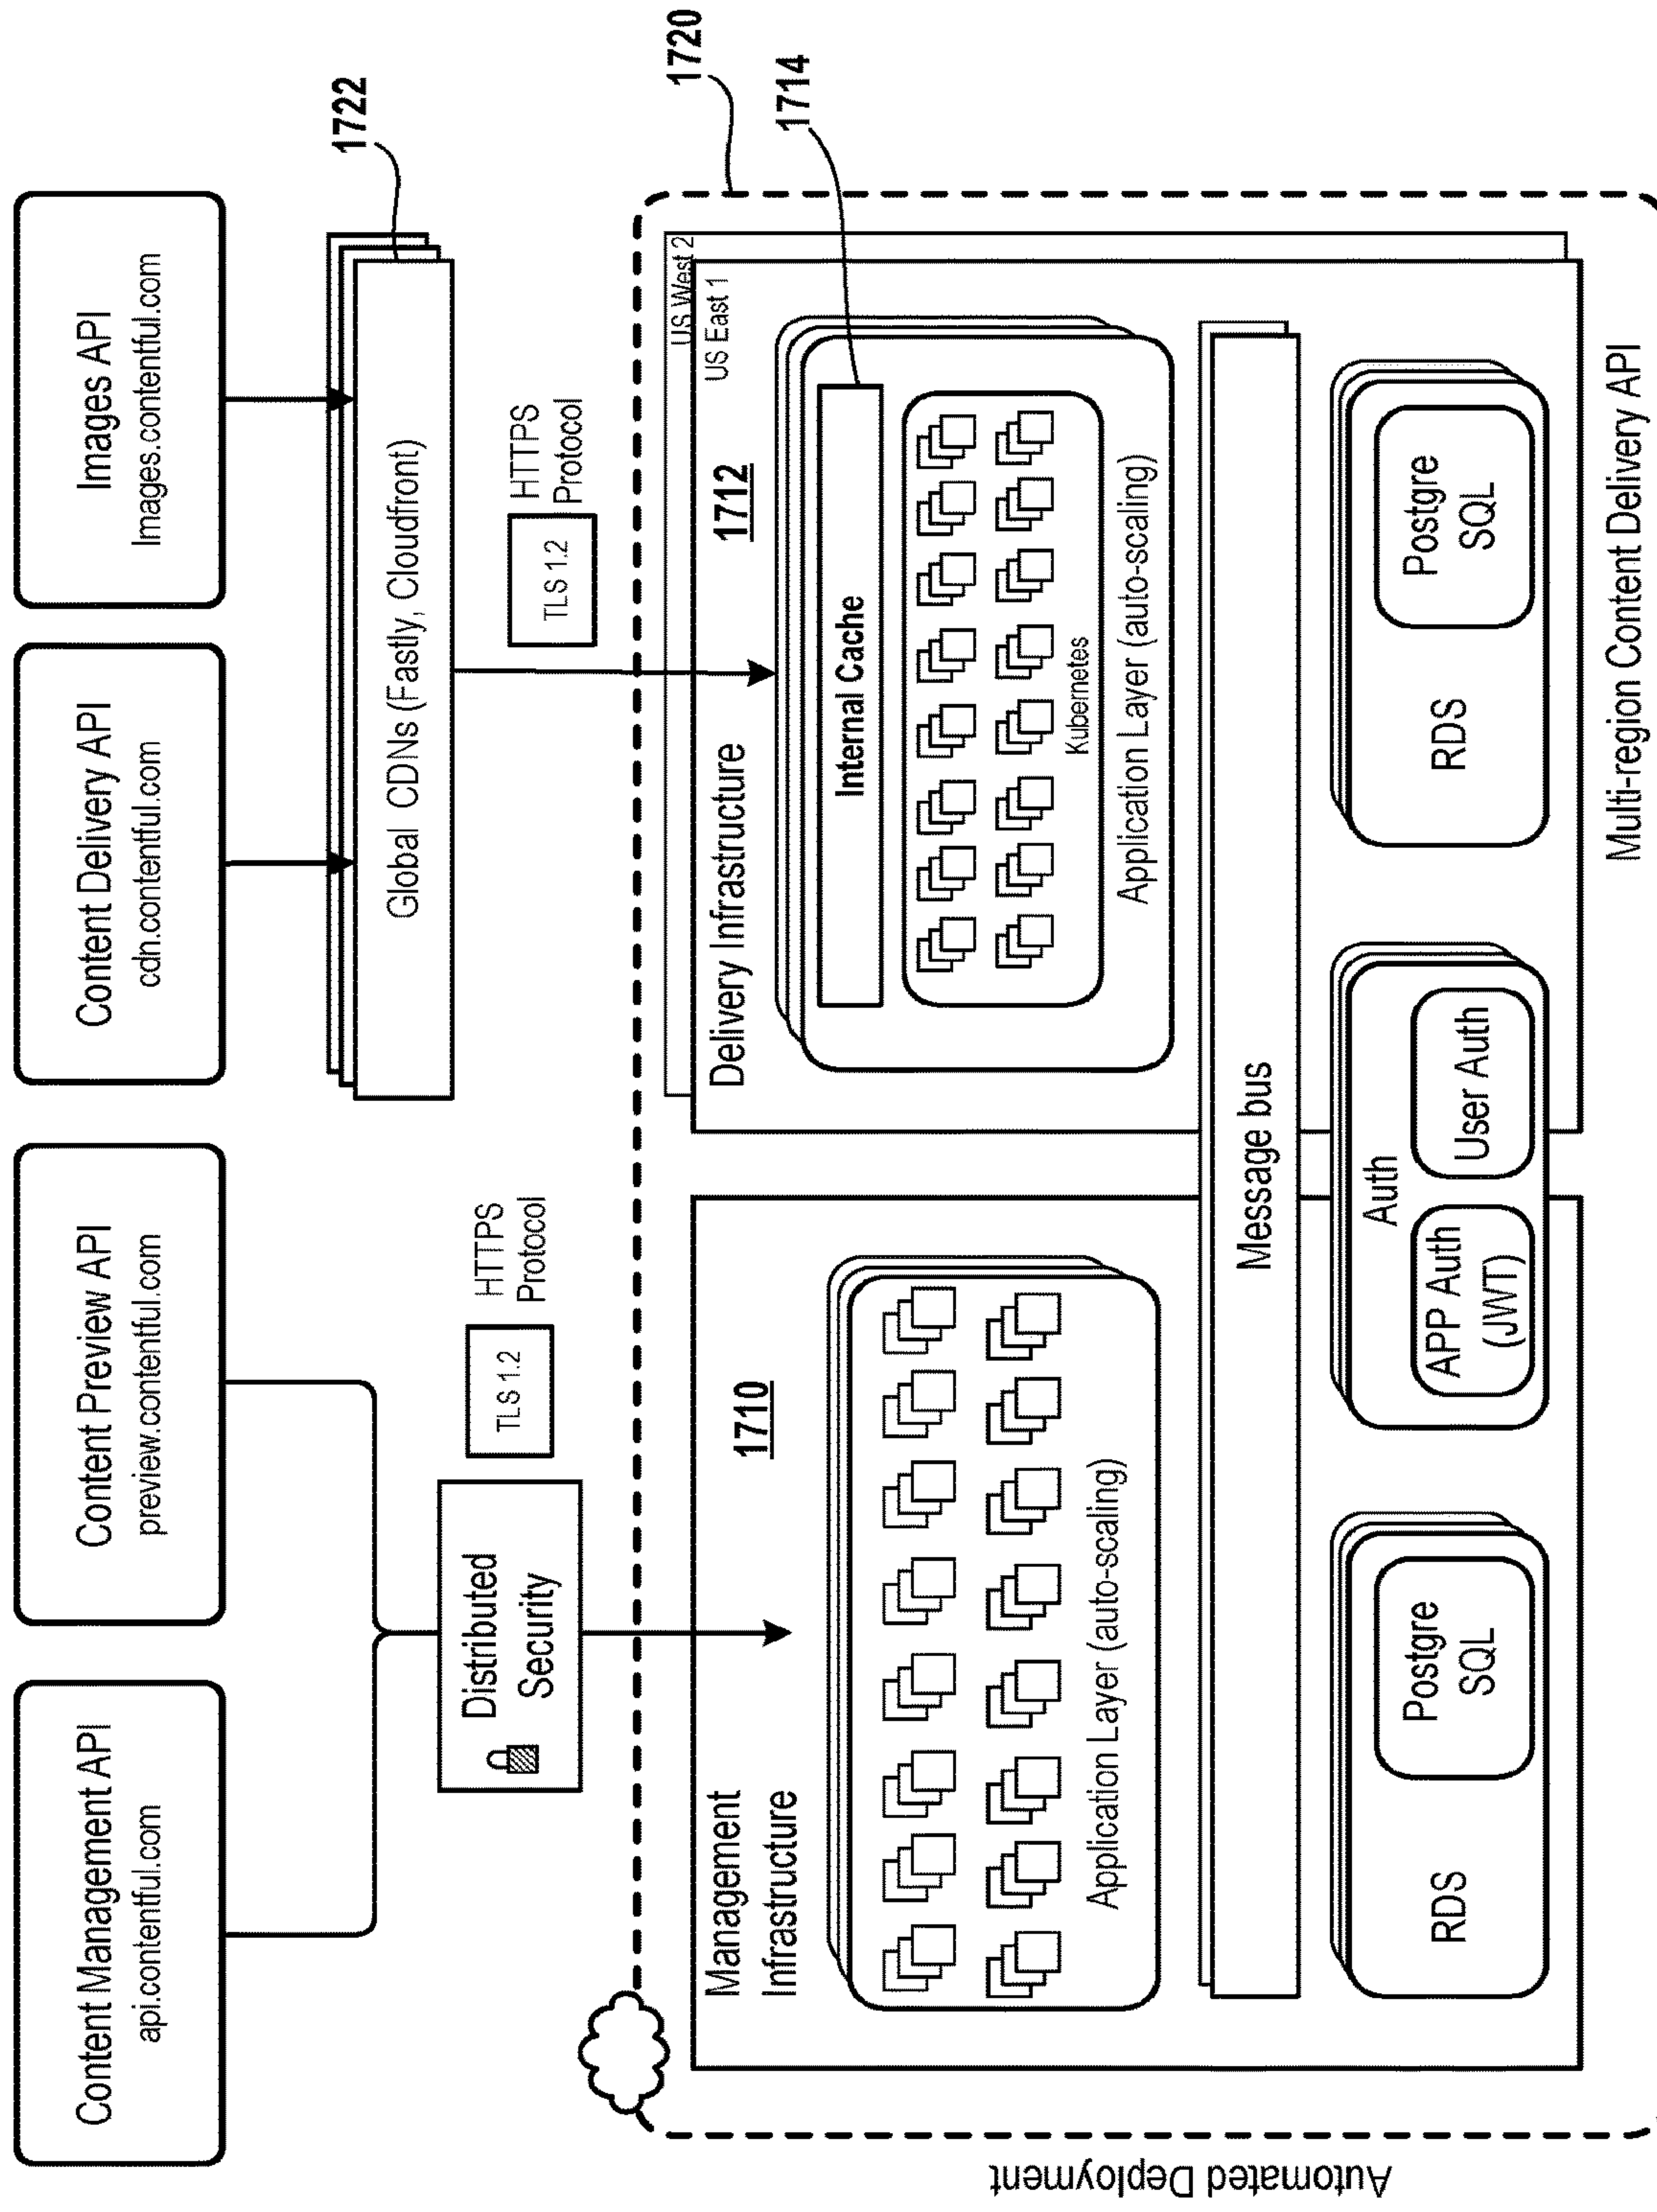 Content Management API
api.contentful.com
Content Preview API
preview.contentful.com
Content Delivery API
cdn.contentful.com
Images API
Images.contentful.com
1722
Global CDNs (Fastly, Cloudfront)
Distributed
Security
TLS 1.2
HTTPS
Protocol
TLS 1.2
HTTPS
Protocol
1720
1714
Automated Deployment
Management
Infrastructure
1710
Application Layer (auto-scaling)
US West 2
US East 1
Delivery Infrastructure
1712
Internal Cache
Kubernetes
Application Layer (auto-scaling)
Message bus
RDS
Postgre
SQL
Auth
APP Auth
(JWT)
User Auth
RDS
Postgre
SQL
Multi-region Content Delivery API